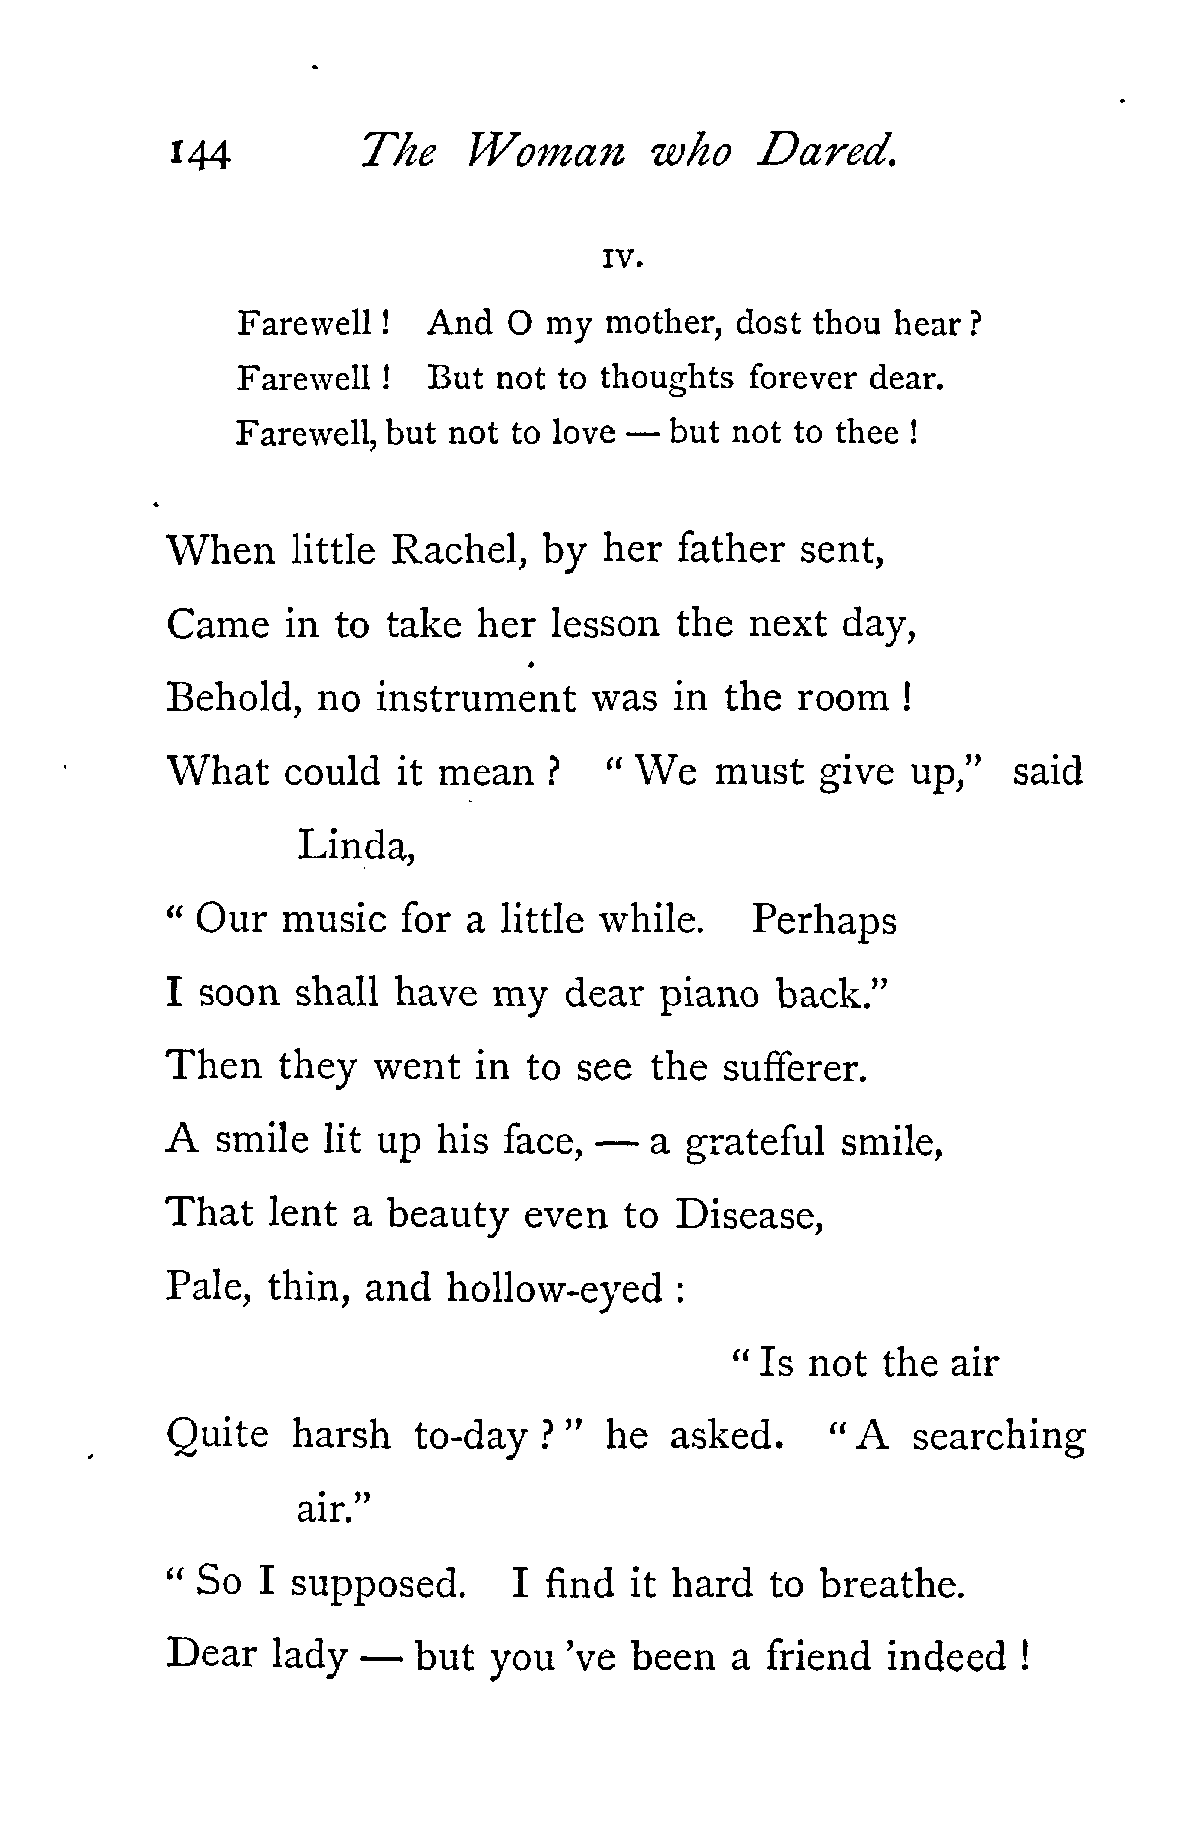 144 The Woman who Dared.
IV.
Farewell! And O my mother, dost thou hear?
Farewell! But not to thoughts forever dear.
Farewell, but not to love — but not to thee!
When little Rachel, by her father sent,
Came in to take her lesson the next day,
Behold, no instrument was in the room!
What could it mean? "We must give up," said
Linda,
"Our music for a little while. Perhaps
I soon shall have my dear piano back."
Then they went in to see the sufferer.
A smile lit up his face, — a grateful smile,
That lent a beauty even to Disease,
Pale, thin, and hollow-eyed:
"Is not the air
Quite harsh to-day?" he asked. "A searching
air."
"So I supposed. I find it hard to breathe.
Dear lady — but you 've been a friend indeed!